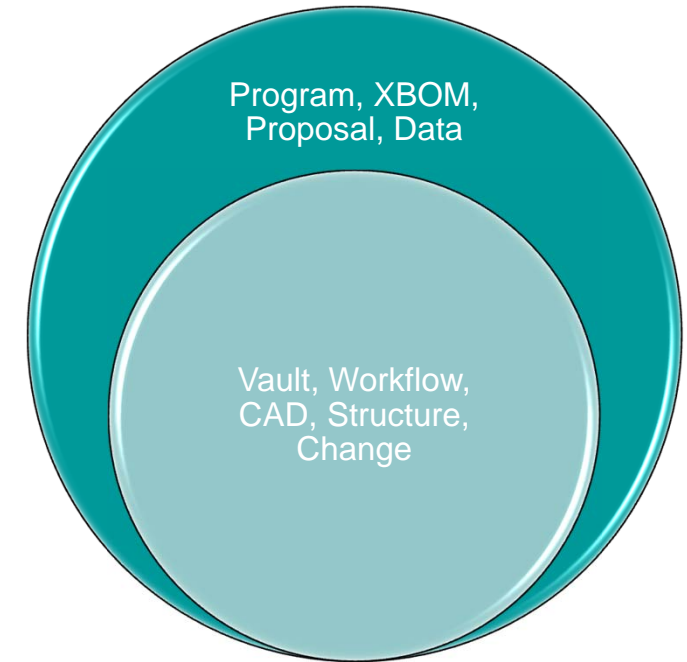 Program, XBOM,
Proposal, Data
Vault, Workflow,
CAD, Structure,
Change